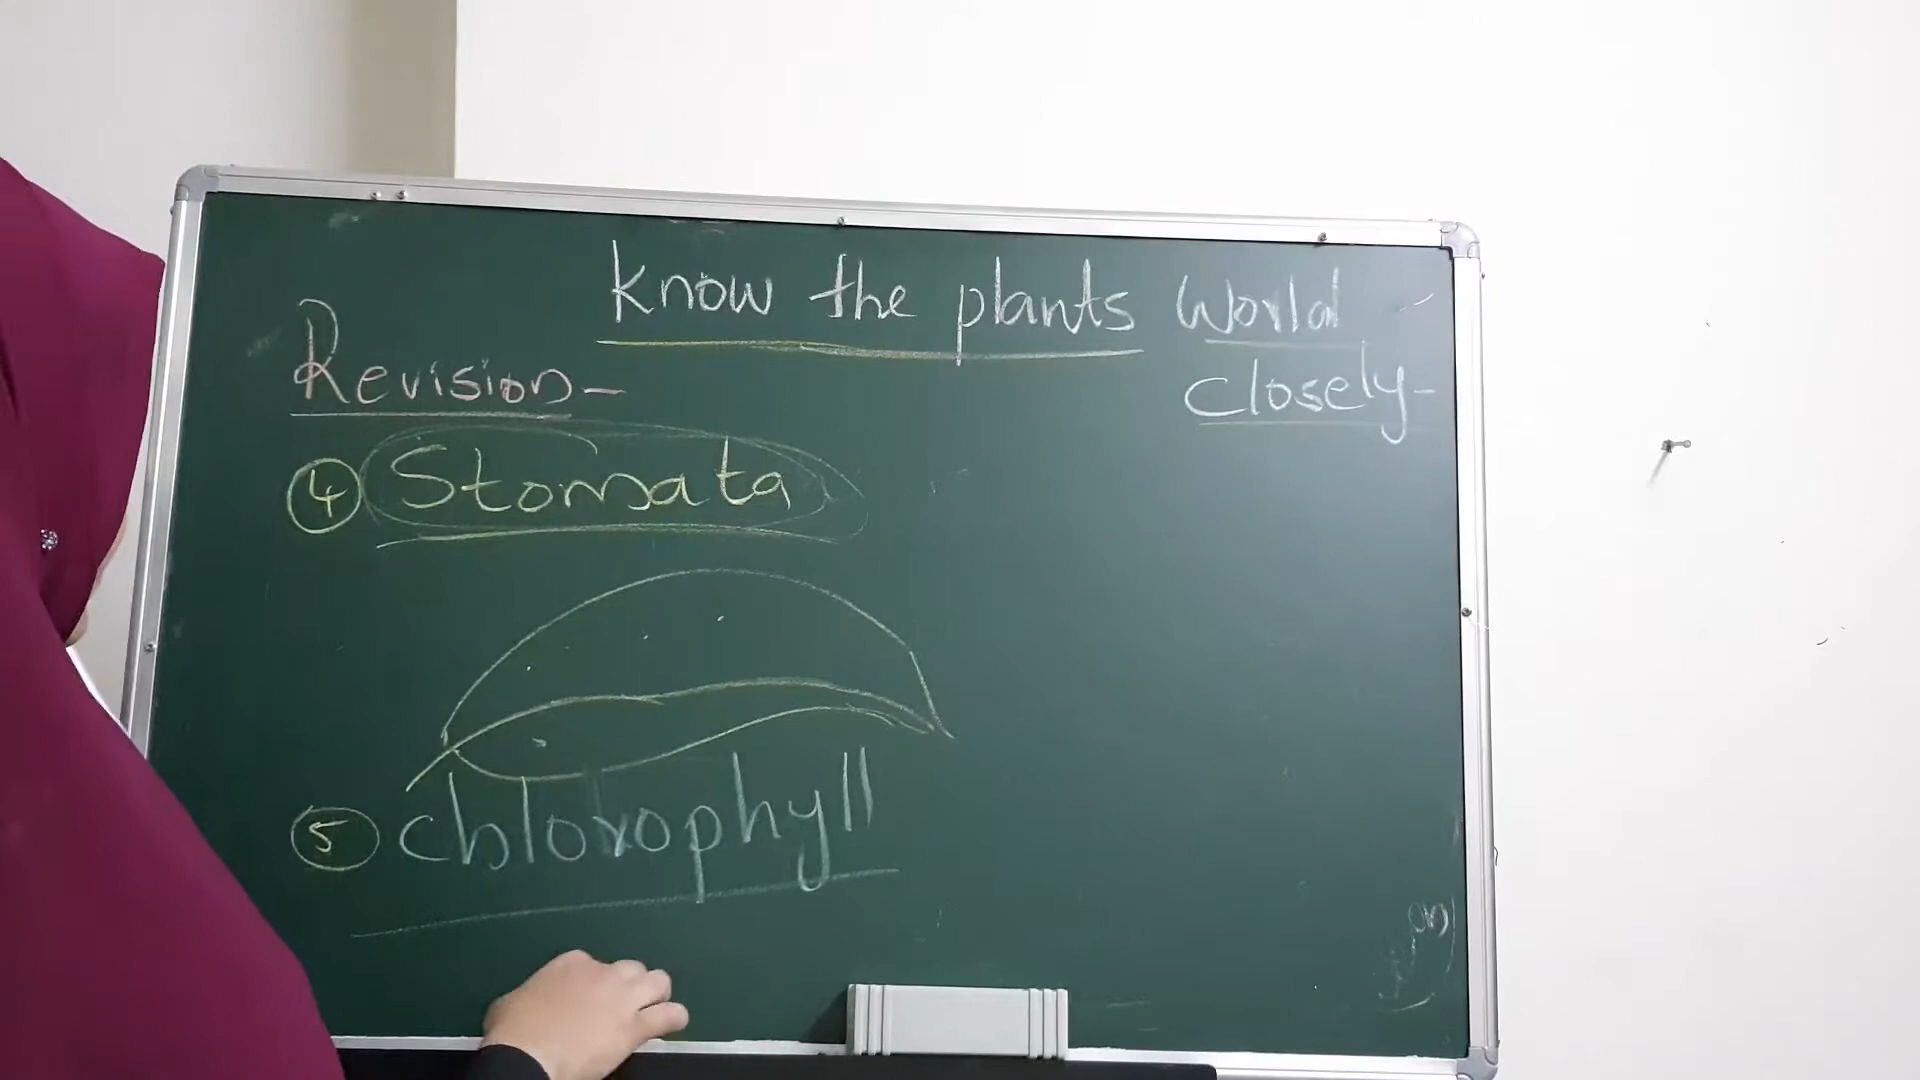 Know the plants World
Closely-
Revision-
4 Stomata
5 Chlorophyll